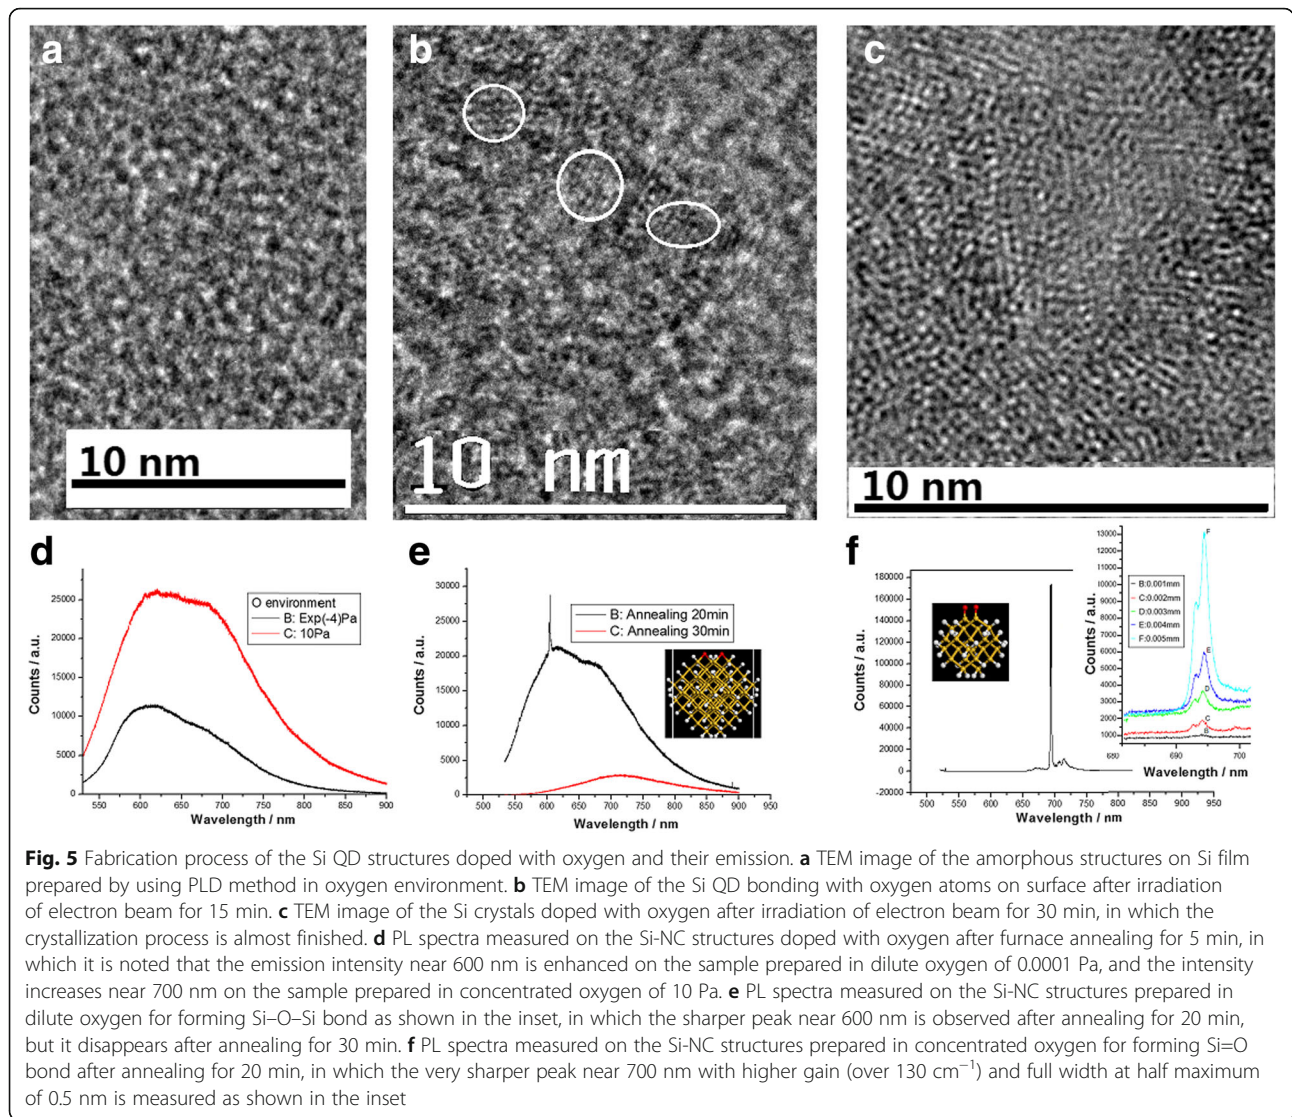 a
b
c
10 nm
10 nm
10 nm
d
25000
20000
15000
10000
5000
0
Counts / a.u.
O environment
B: Exp(-4)Pa
C: 10Pa
550 600 650 700 750 800 850 900
Wavelength / nm
e
30000
25000
20000
15000
10000
5000
0
Counts / a.u.
B: Annealing 20min
C: Annealing 30min
500 550 600 650 700 750 800 850 900 950
Wavelength / nm
f
180000
160000
140000
120000
100000
80000
60000
40000
20000
0
-20000
Counts / a.u.
500 550 600 650 700 750 800 850 900 950
Wavelength / nm
13000
12000
11000
10000
9000
8000
7000
6000
5000
4000
3000
2000
1000
Counts / a.u.
B:0.001mm
C:0.002mm
D:0.003mm
E:0.004mm
F:0.005mm
F
E
D
C
B
680 690 700
Wavelength / nm
Fig. 5 Fabrication process of the Si QD structures doped with oxygen and their emission. a TEM image of the amorphous structures on Si film
prepared by using PLD method in oxygen environment. b TEM image of the Si QD bonding with oxygen atoms on surface after irradiation
of electron beam for 15 min. c TEM image of the Si crystals doped with oxygen after irradiation of electron beam for 30 min, in which the
crystallization process is almost finished. d PL spectra measured on the Si-NC structures doped with oxygen after furnace annealing for 5 min, in
which it is noted that the emission intensity near 600 nm is enhanced on the sample prepared in dilute oxygen of 0.0001 Pa, and the intensity
increases near 700 nm on the sample prepared in concentrated oxygen of 10 Pa. e PL spectra measured on the Si-NC structures prepared in
dilute oxygen for forming Si–O–Si bond as shown in the inset, in which the sharper peak near 600 nm is observed after annealing for 20 min,
but it disappears after annealing for 30 min. f PL spectra measured on the Si-NC structures prepared in concentrated oxygen for forming Si=O
bond after annealing for 20 min, in which the very sharper peak near 700 nm with higher gain (over 130 cm⁻¹) and full width at half maximum
of 0.5 nm is measured as shown in the inset